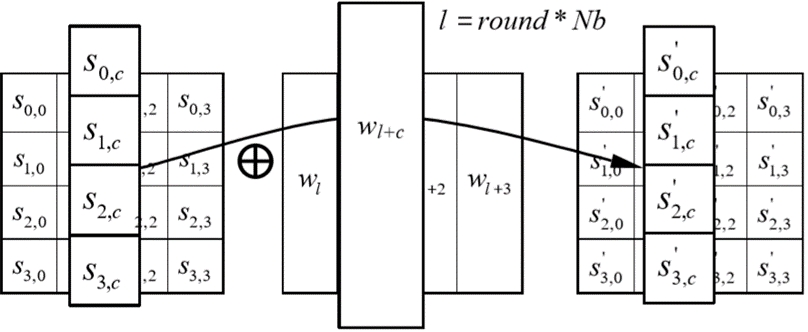 l = round * Nb
s0,c s'0,c
s0,0 ,2 s0,3 s'0,0 '0,2 s'0,3
s1,c wl+c s'1,c
s1,0 ,2 s1,3 ⊕ s'1,0 '1,2 s'1,3
wl +2 wl+3
s2,c s'2,c
s2,0 2,2 s2,3 s'2,0 '2,2 s'2,3
s3,c s'3,c
s3,0 ,2 s3,3 s'3,0 '3,2 s'3,3